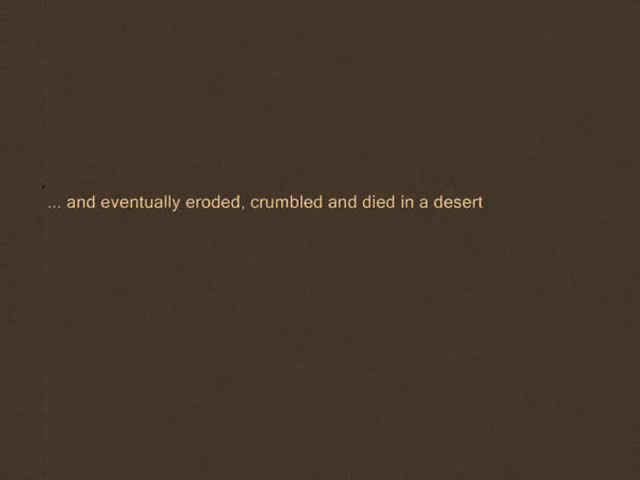 ... and eventually eroded, crumbled and died in a desert